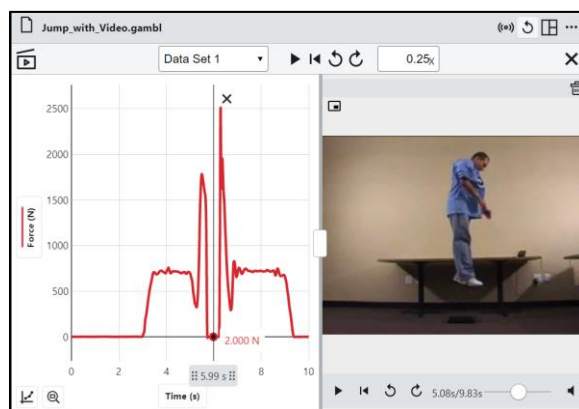 Jump_with_Video.gambl
Data Set 1
0.25x
2500
2000
1500
1000
500
0
Force (N)
2.000 N
0 2 4 6 8 10
5.99 s
Time (s)
5.08s/9.83s